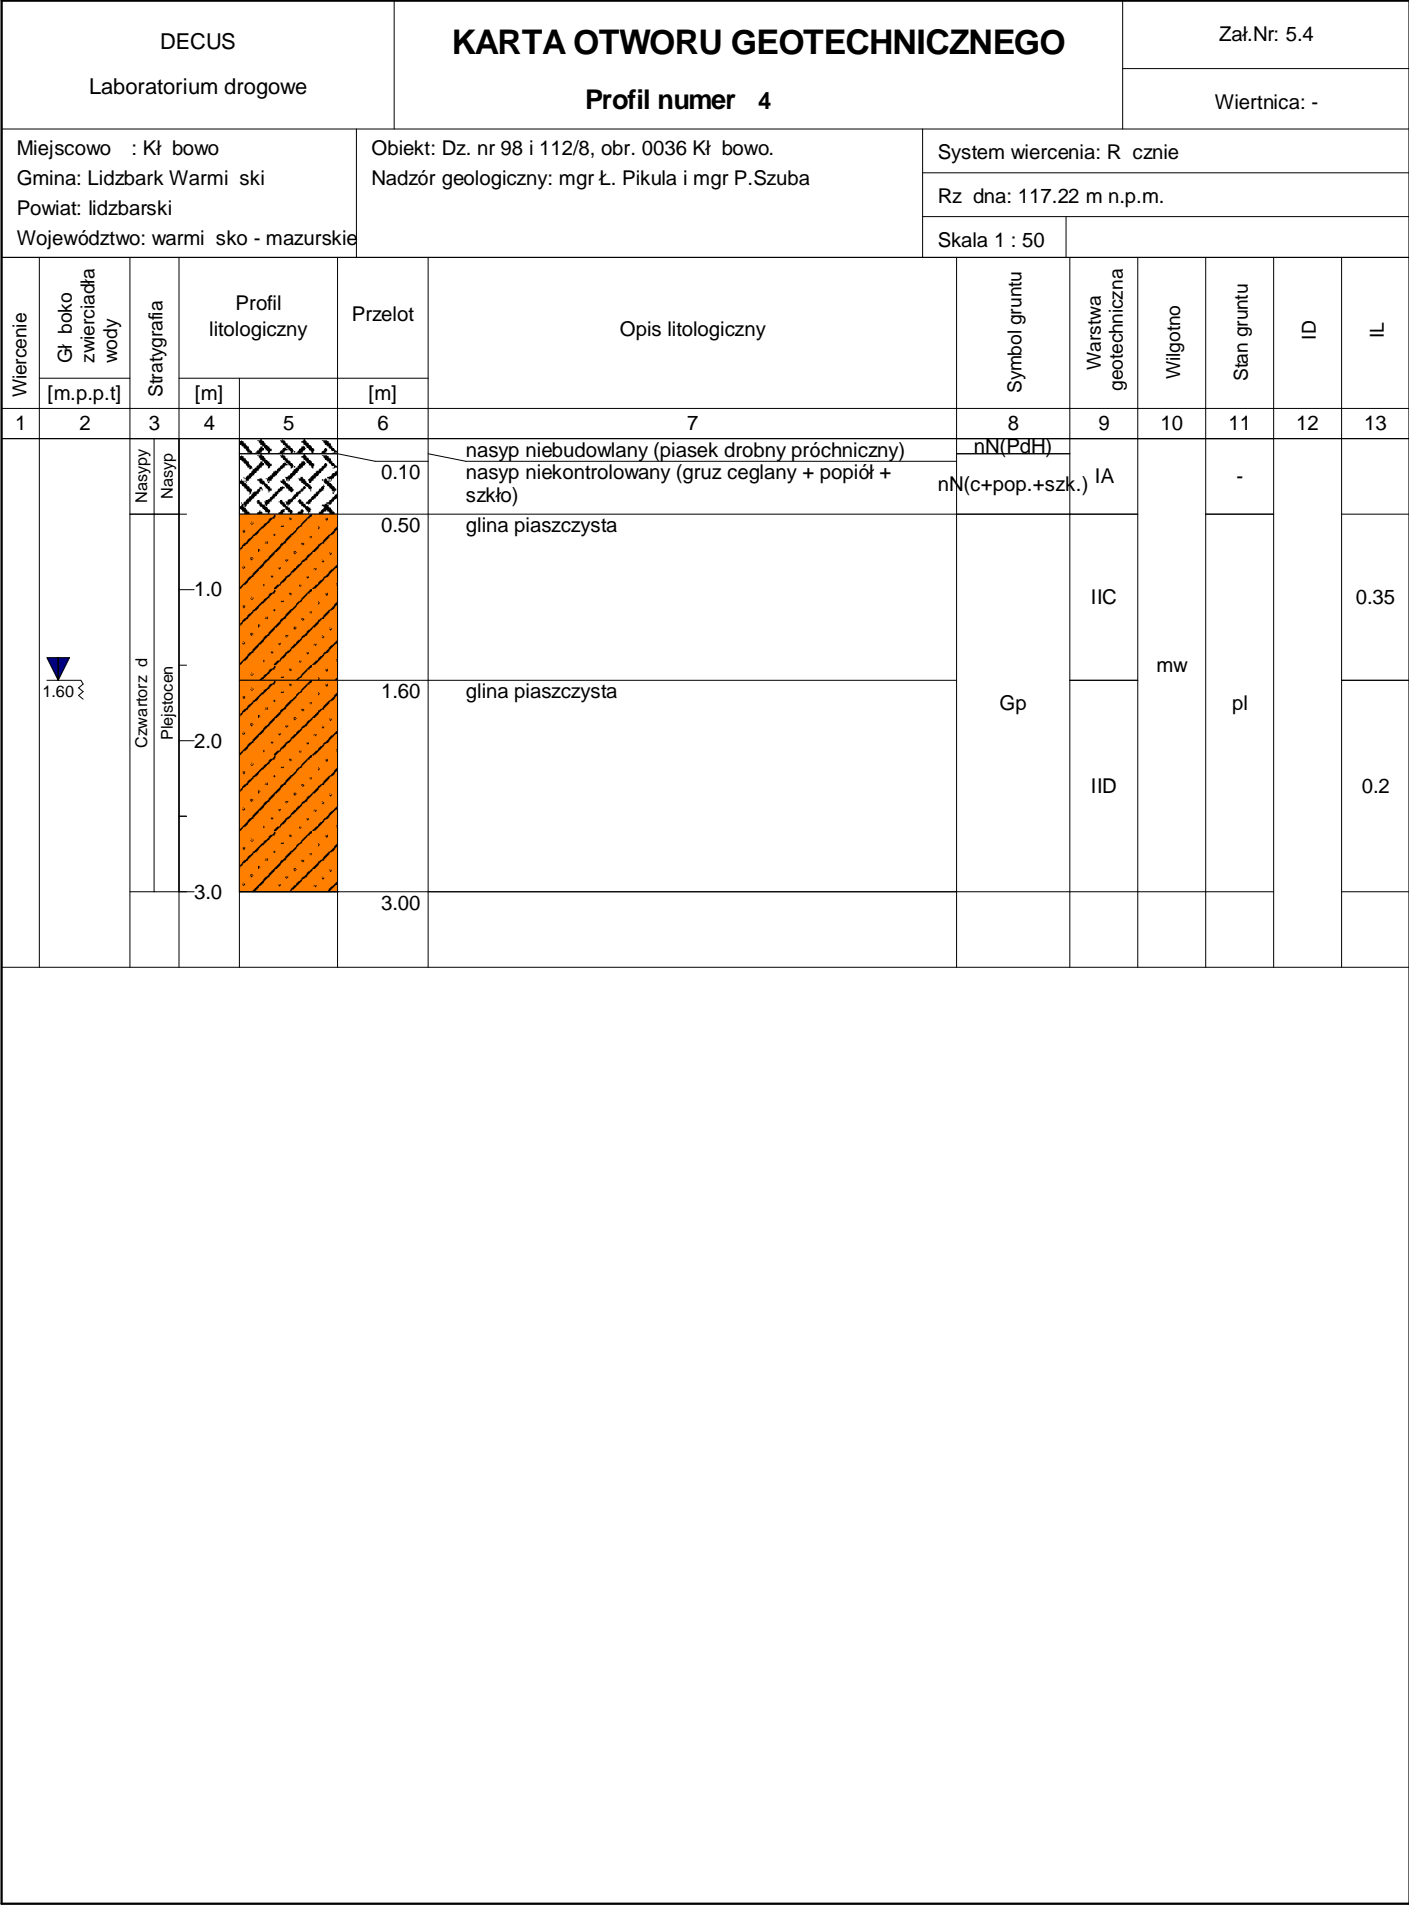 DECUS
Laboratorium drogowe
KARTA OTWORU GEOTECHNICZNEGO
Profil numer 4
Zał.Nr: 5.4
Wiertnica: -
Miejscowo : Kł bowo
Gmina: Lidzbark Warmi ski
Powiat: lidzbarski
Województwo: warmi sko - mazurskie
Obiekt: Dz. nr 98 i 112/8, obr. 0036 Kł bowo.
Nadzór geologiczny: mgr Ł. Pikula i mgr P.Szuba
System wiercenia: R cznie
Rz dna: 117.22 m n.p.m.
Skala 1 : 50
Wiercenie
Gł boko
zwierciadła
wody
[m.p.p.t]
Stratygrafia
Profil
litologiczny
[m]
Przelot
[m]
Opis litologiczny
Symbol gruntu
Warstwa
geotechniczna
Wilgotno
Stan gruntu
ID
IL
1 2 3 4 5 6 7 8 9 10 11 12 13
Nasypy
Nasyp
nasyp niebudowlany (piasek drobny próchniczny)
nN(PdH)
0.10
nasyp niekontrolowany (gruz ceglany + popiół +
szkło)
nN(c+pop.+szk.)
IA
-
0.50
glina piaszczysta
1.0
IIC
0.35
mw
1.60
Czwartorz d
Plejstocen
1.60
glina piaszczysta
Gp
pl
2.0
IID
0.2
3.0
3.00